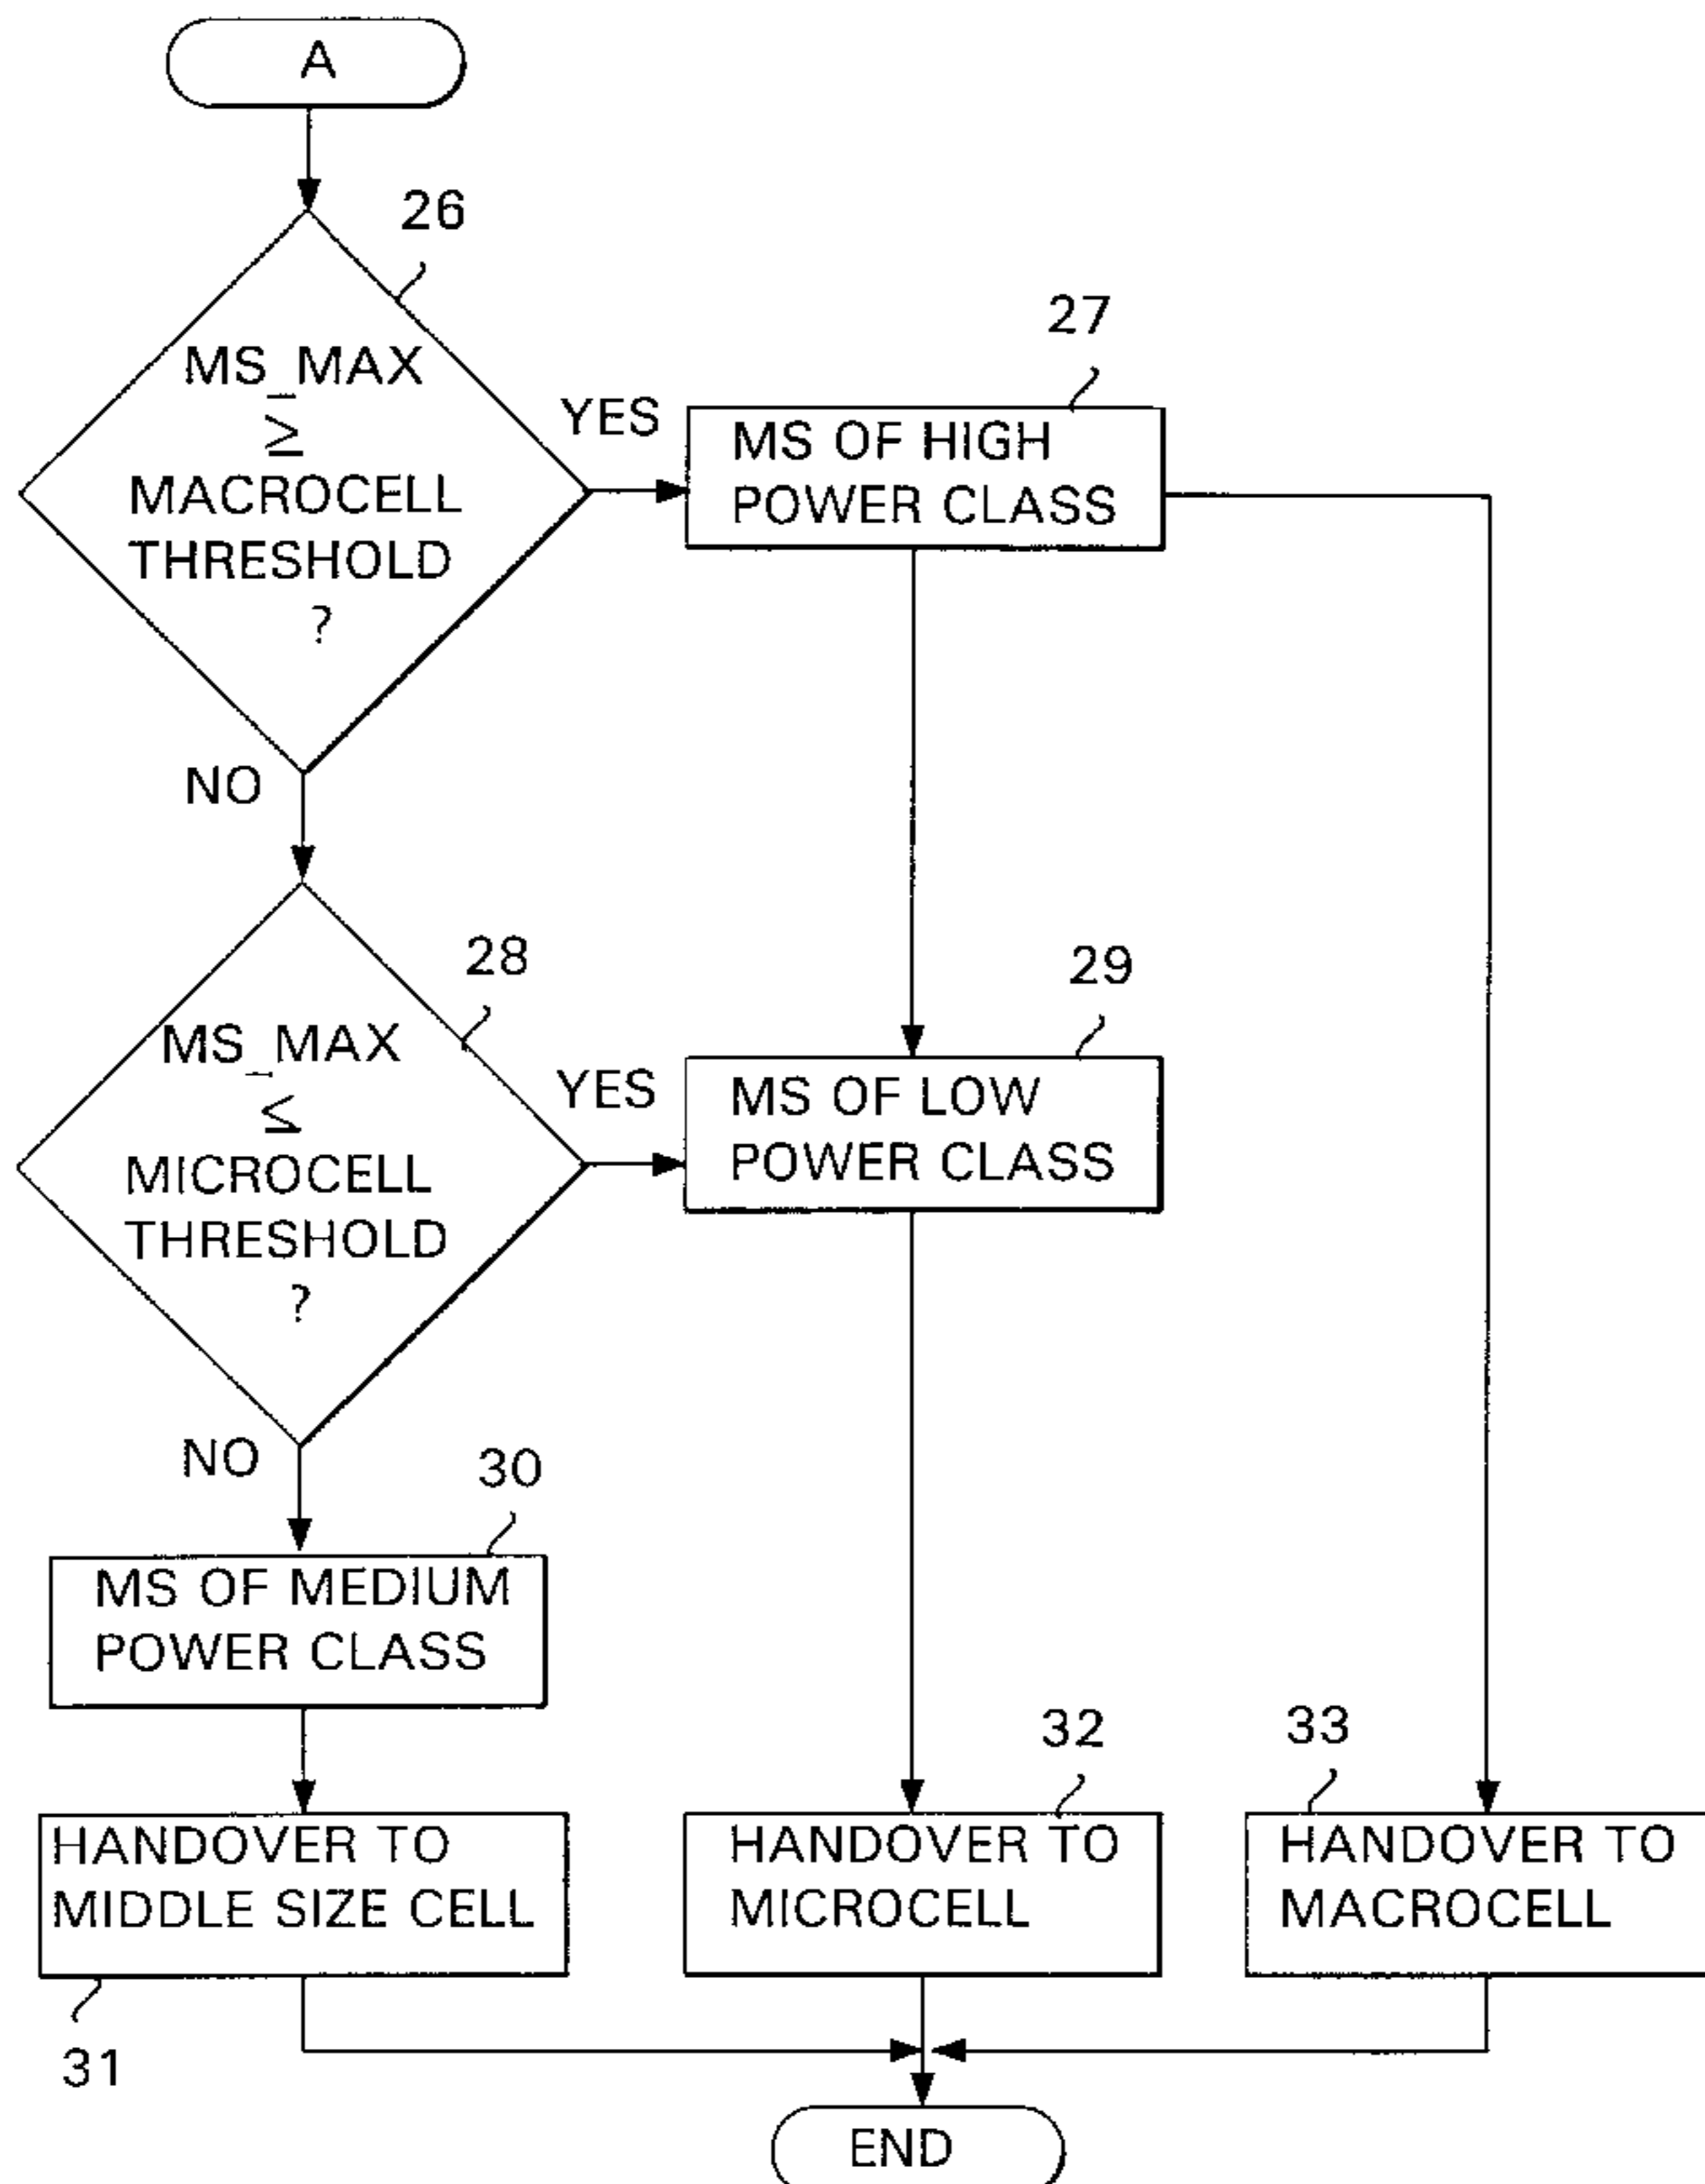 A
26
MS_MAX
≥
MACROCELL
THRESHOLD
?
YES
27
MS OF HIGH
POWER CLASS
NO
28
MS_MAX
≤
MICROCELL
THRESHOLD
?
YES
29
MS OF LOW
POWER CLASS
NO
30
MS OF MEDIUM
POWER CLASS
HANDOVER TO
MIDDLE SIZE CELL
31
32
HANDOVER TO
MICROCELL
33
HANDOVER TO
MACROCELL
END